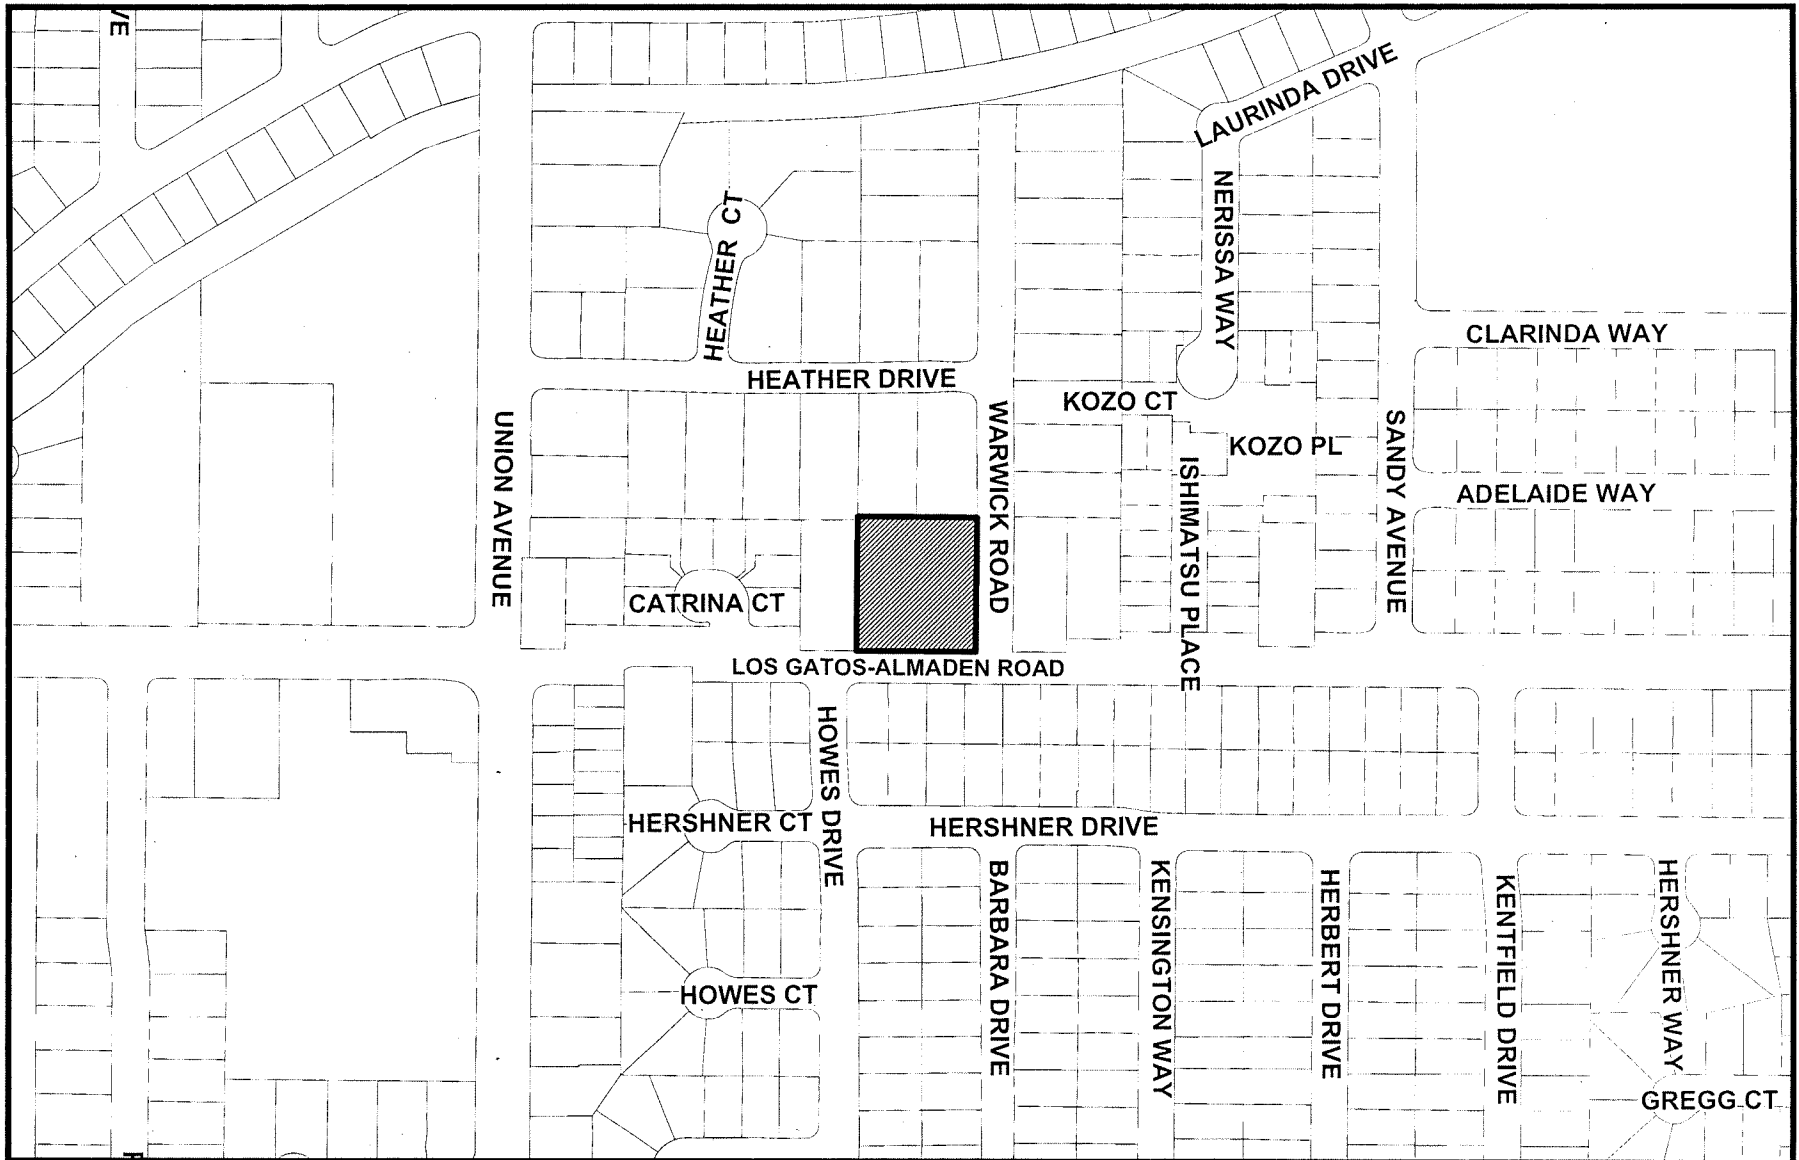 VE
LAURINDA DRIVE
NERISSA WAY
HEATHER CT
CLARINDA WAY
HEATHER DRIVE
KOZO CT
UNION AVENUE
WARWICK ROAD
KOZO PL
SANDY AVENUE
ISHIMATSU PLACE
ADELAIDE WAY
CATRINA CT
LOS GATOS-ALMADEN ROAD
HOWES DRIVE
HERSHNER CT
HERSHNER DRIVE
BARBARA DRIVE
KENSINGTON WAY
HERBERT DRIVE
KENTFIELD DRIVE
HERSHNER WAY
HOWES CT
GREGG CT